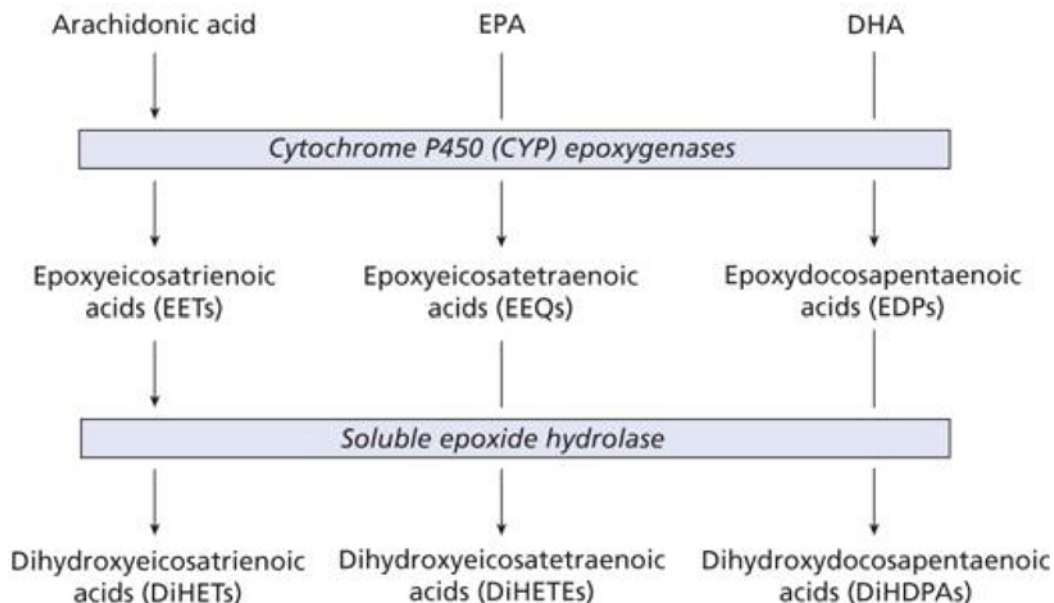 Arachidonic acid EPA DHA
Cytochrome P450 (CYP) epoxygenases
Epoxyeicosatrienoic Epoxyeicosatetraenoic Epoxydocosapentaenoic
acids (EETs) acids (EEQs) acids (EDPs)
Soluble epoxide hydrolase
Dihydroxyeicosatrienoic Dihydroxyeicosatetraenoic Dihydroxydocosapentaenoic
acids (DiHETs) acids (DiHETEs) acids (DiHDPAs)